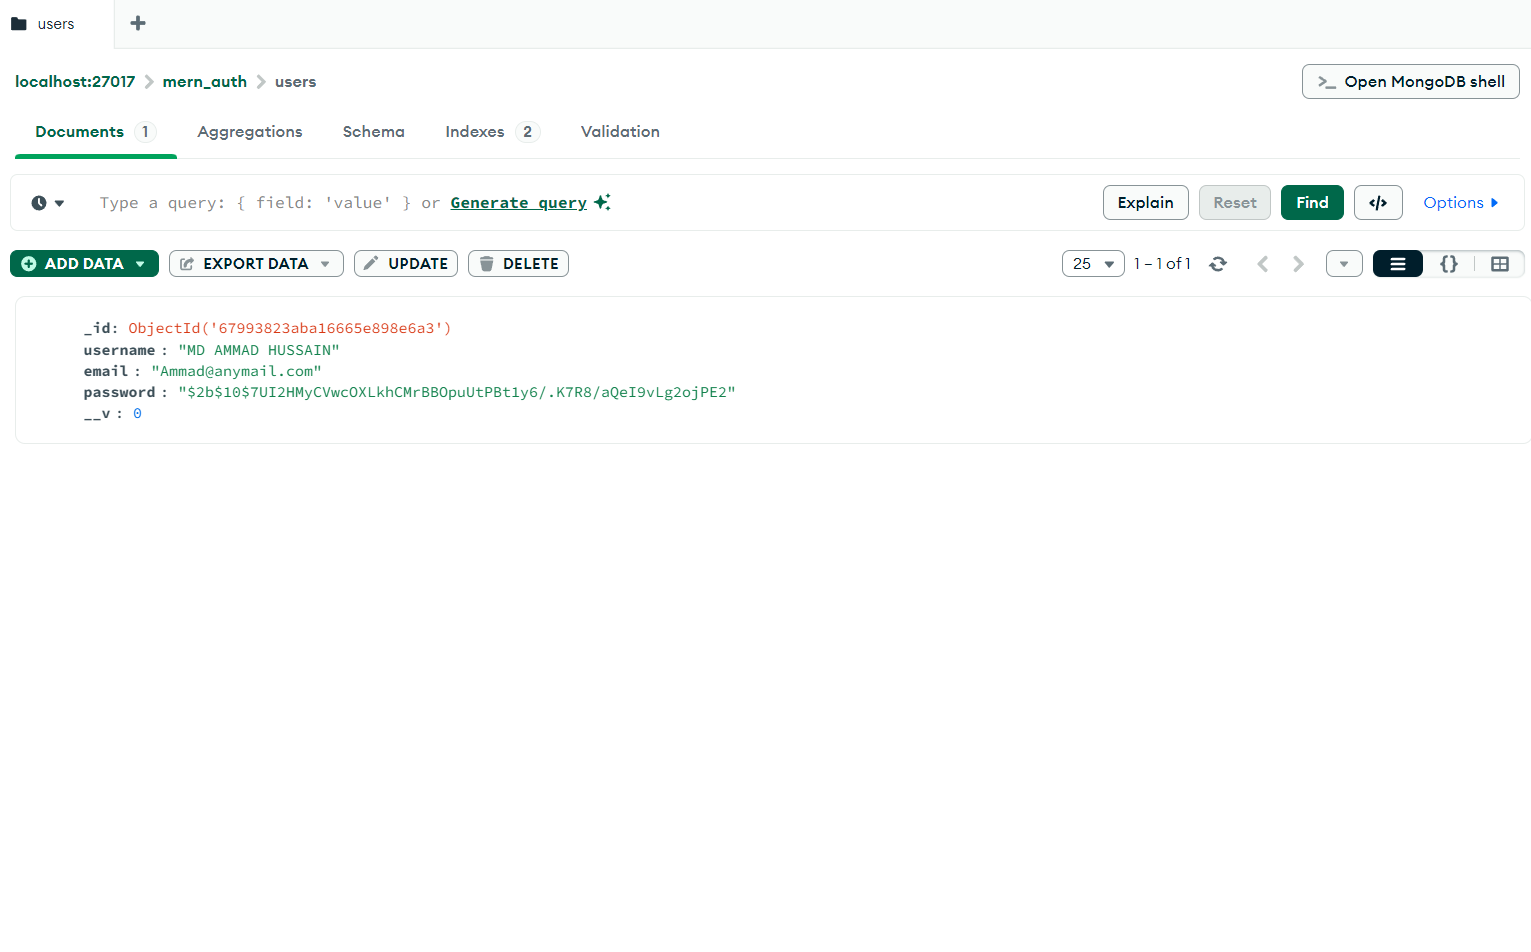 users
localhost:27017 mern_auth users
Open MongoDB shell
Documents 1 Aggregations Schema Indexes 2 Validation
Type a query: { field: 'value' } or Generate query
Explain Reset Find </> Options
ADD DATA EXPORT DATA UPDATE DELETE
25 1 – 1 of 1 {}
_id: ObjectId('67993823aba16665e898e6a3')
username : "MD AMMAD HUSSAIN"
email : "Ammad@anymail.com"
password : "$2b$10$7UI2HMyCVwcOXLkhCMrBBOpuUtPBt1y6/.K7R8/aQeI9vLg2ojPE2"
__v : 0